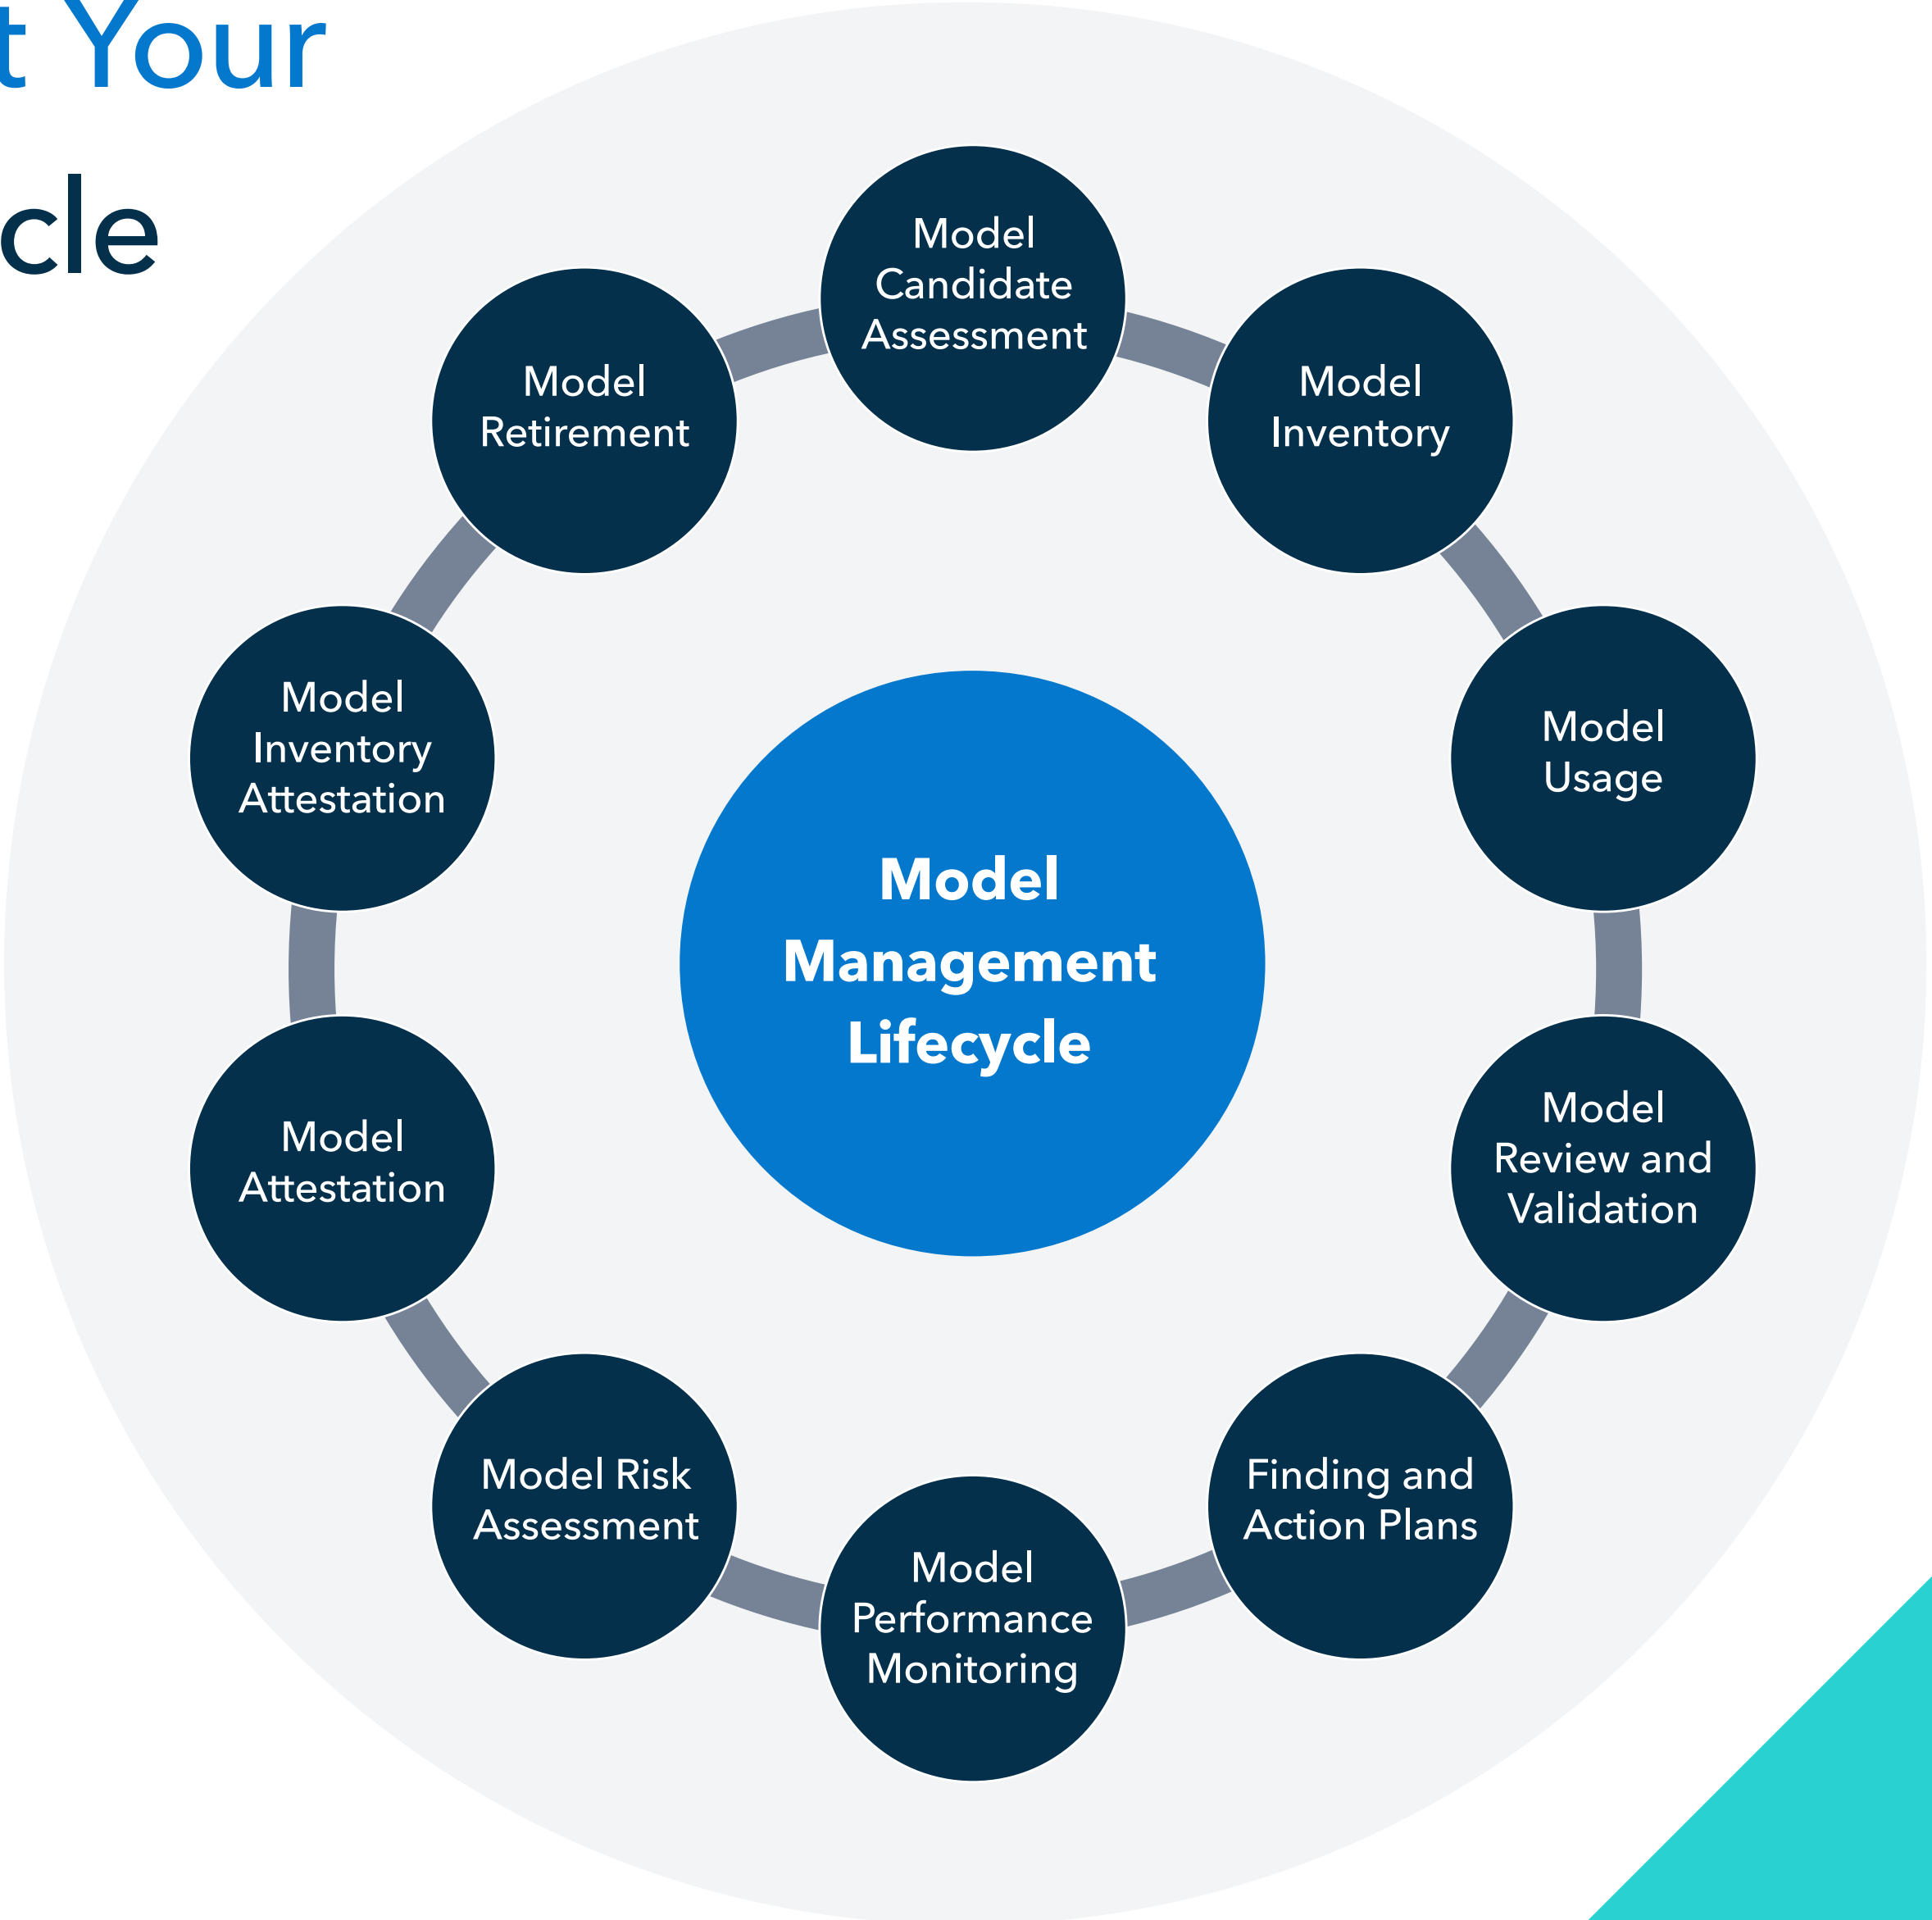 t Your
cle
Model
Candidate
Assessment
Model
Inventory
Model
Usage
Model
Review and
Validation
Finding and
Action Plans
Model
Performance
Monitoring
Model Risk
Assessment
Model
Attestation
Model
Inventory
Attestation
Model
Retirement
Model
Management
Lifecycle